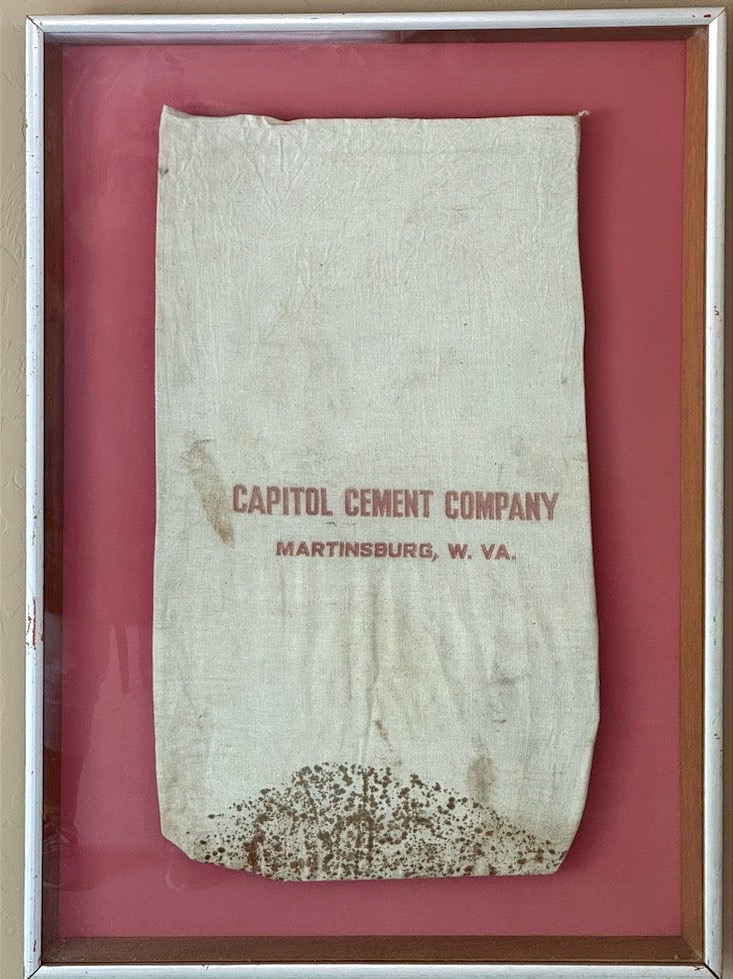 CAPITOL CEMENT COMPANY
MARTINSBURG, W. VA.